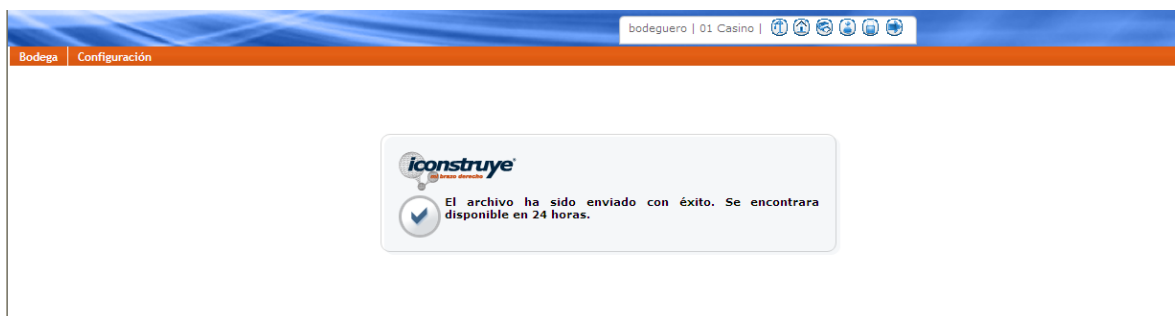 bodeguero | 01 Casino |
Bodega | Configuración
iconstruye
mi brazo derecho
El archivo ha sido enviado con éxito. Se encontrara
disponible en 24 horas.